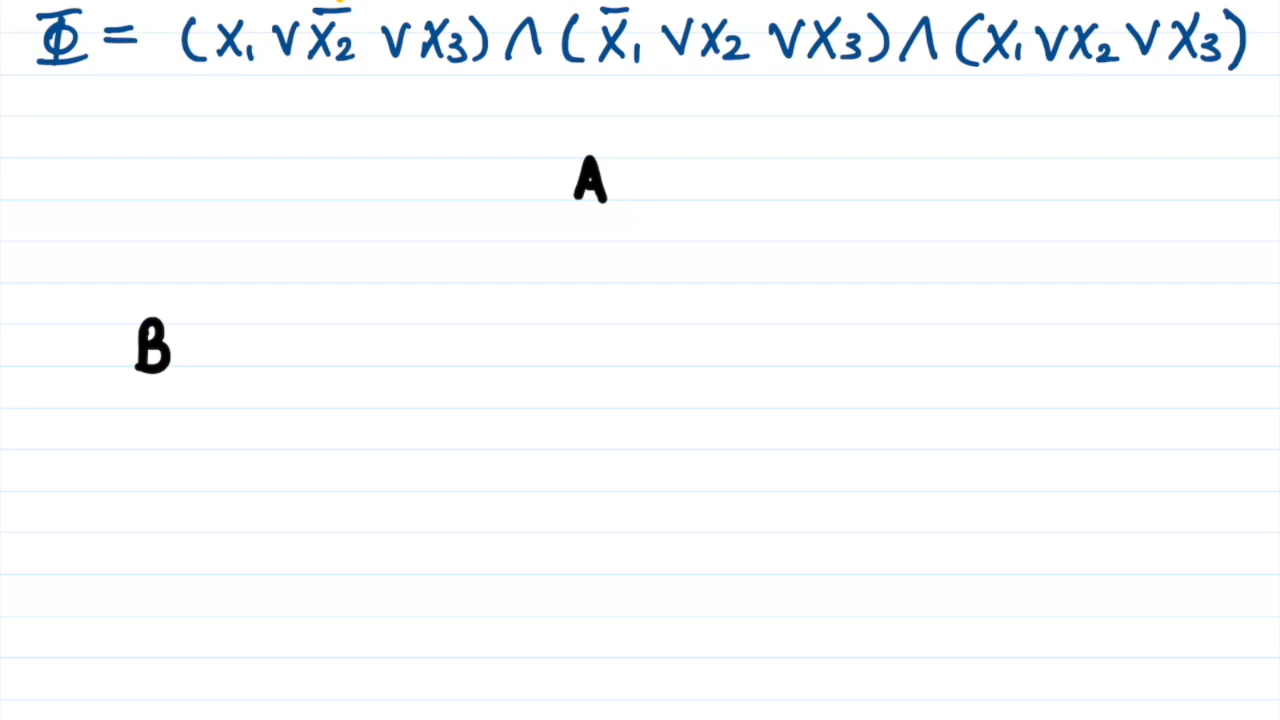 Φ = (x₁ ∨ x̅₂ ∨ x₃) ∧ (x̅₁ ∨ x₂ ∨ x₃) ∧ (x₁ ∨ x₂ ∨ x₃)
A
B